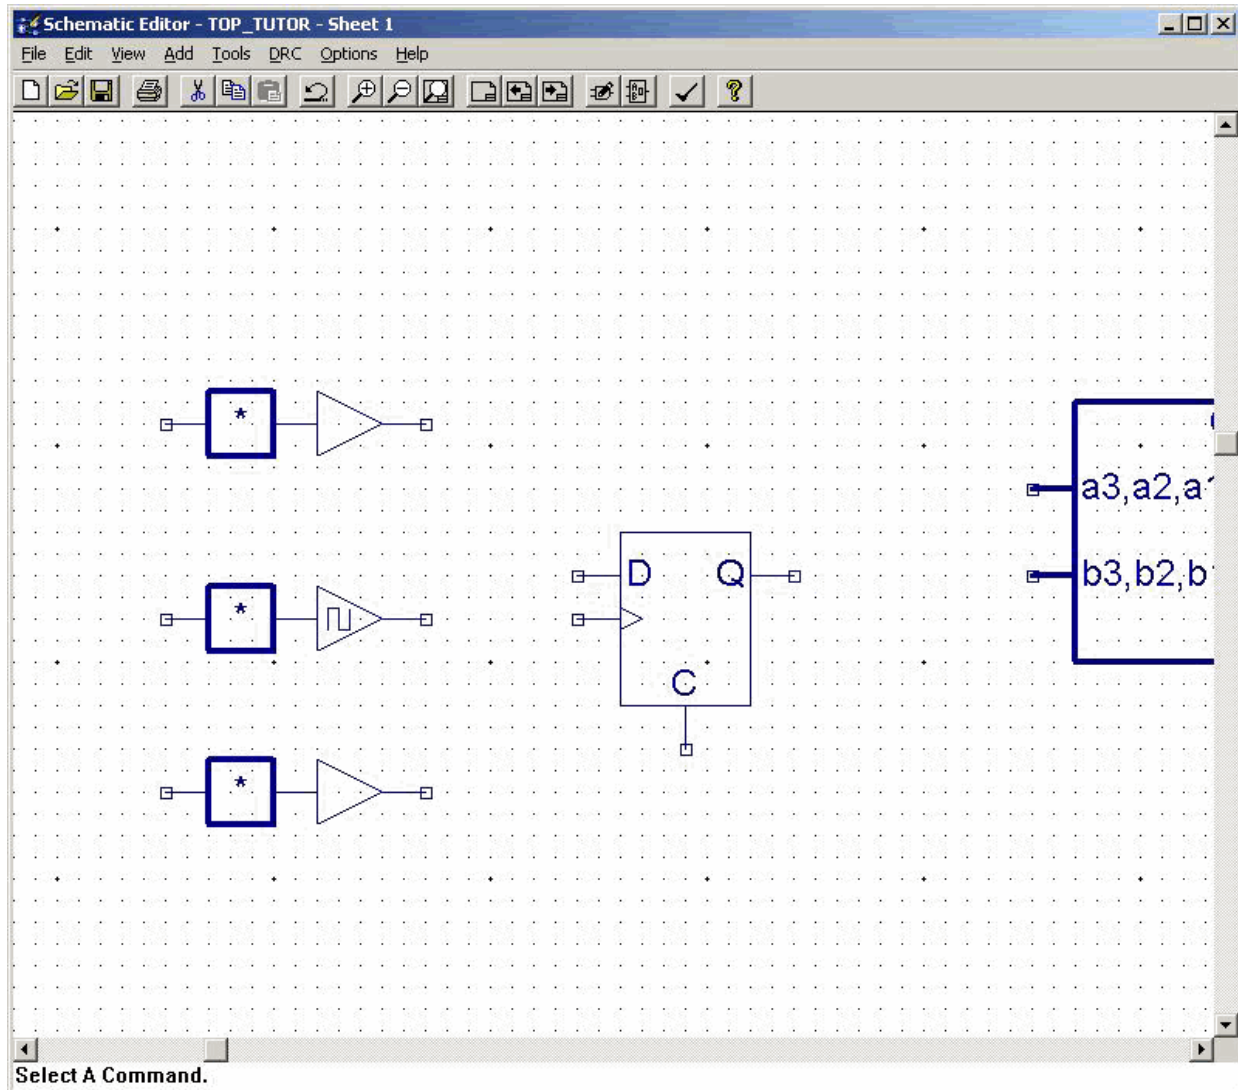 Schematic Editor - TOP_TUTOR - Sheet 1
File Edit View Add Tools DRC Options Help
*
a3,a2,a
D Q
b3,b2,b
*
C
*
Select A Command.